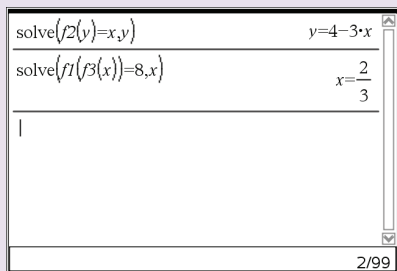 solve(f2(y)=x,y) y=4−3·x
solve(f1(f3(x))=8,x) x=2/3
2/99